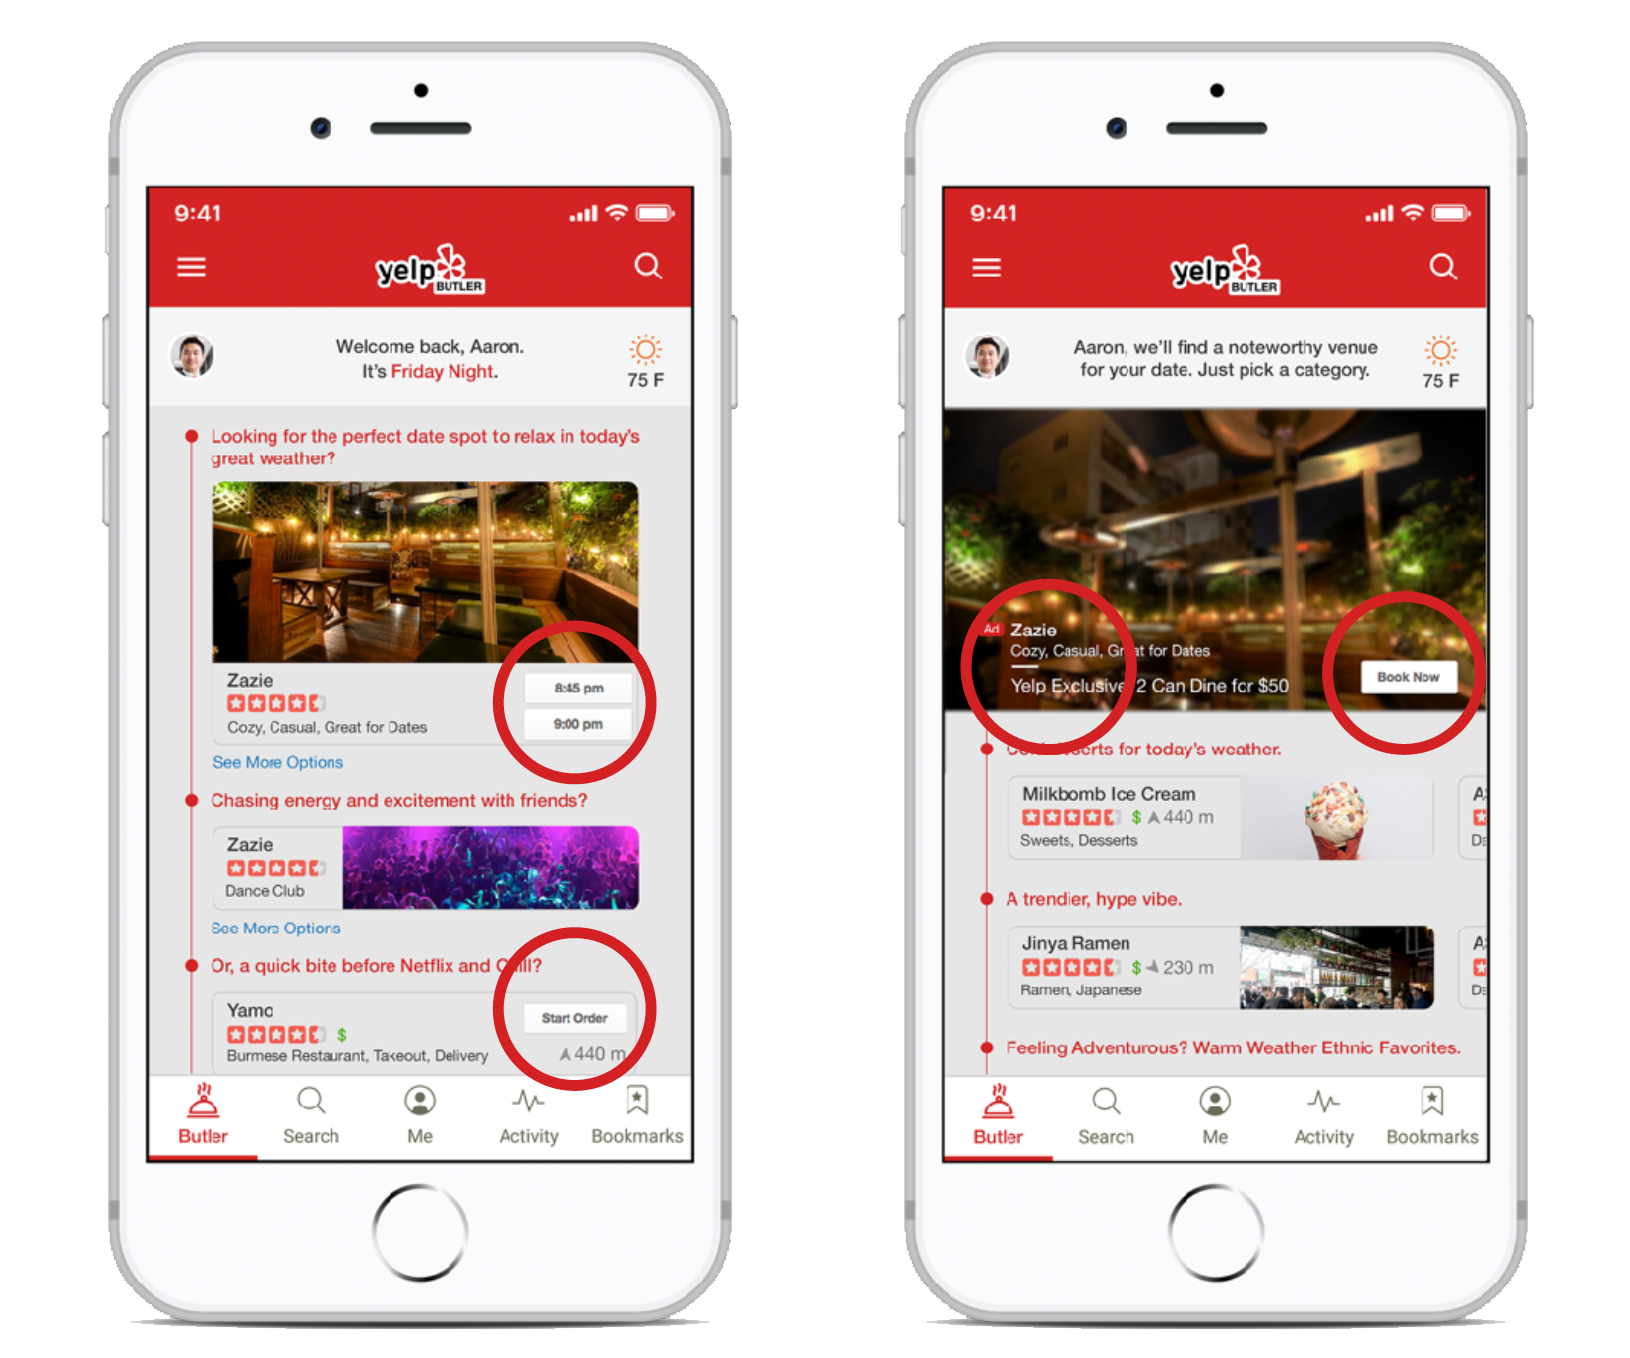 9:41
yelp
BUTLER
Welcome back, Aaron.
It's Friday Night.
75 F
Looking for the perfect date spot to relax in today's
great weather?
Zazie
8:45 pm
9:00 pm
Cozy, Casual, Great for Dates
See More Options
Chasing energy and excitement with friends?
Zazie
Dance Club
See More Options
Or, a quick bite before Netflix and Chill?
Yamo
$
Start Order
Burmese Restaurant, Takeout, Delivery
440 m
Butler
Search
Me
Activity
Bookmarks
9:41
yelp
BUTLER
Aaron, we'll find a noteworthy venue
for your date. Just pick a category.
75 F
Ad Zazie
Cozy, Casual, Great for Dates
Yelp Exclusive 2 Can Dine for $50
Book Now
for today's weather.
Milkbomb Ice Cream
$ 440 m
Sweets, Desserts
A trendier, hype vibe.
Jinya Ramen
$ 230 m
Ramen, Japanese
Feeling Adventurous? Warm Weather Ethnic Favorites.
Butler
Search
Me
Activity
Bookmarks